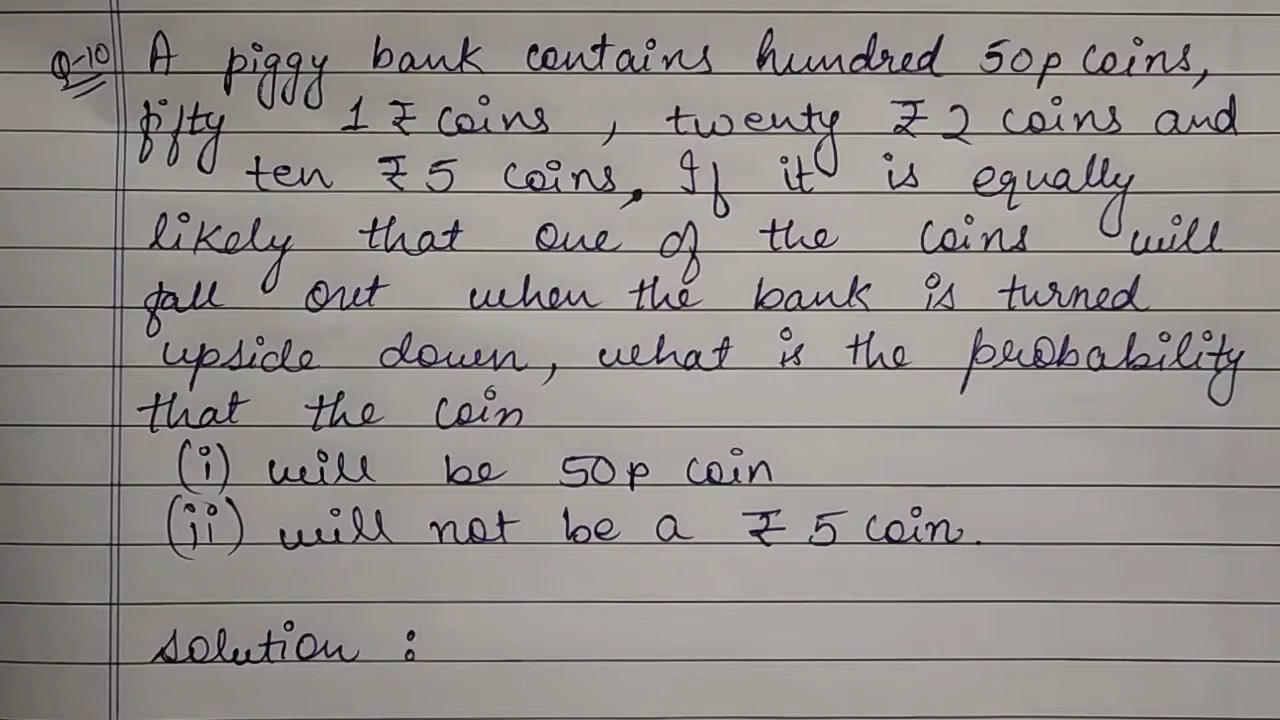 Q-10 A piggy bank contains hundred 50p coins,
fifty 1 ₹ coins, twenty ₹ 2 coins and
ten ₹ 5 coins. If it is equally
likely that one of the coins will
fall out when the bank is turned
upside down, what is the probability
that the coin
(i) will be 50p coin
(ii) will not be a ₹ 5 coin.
solution :